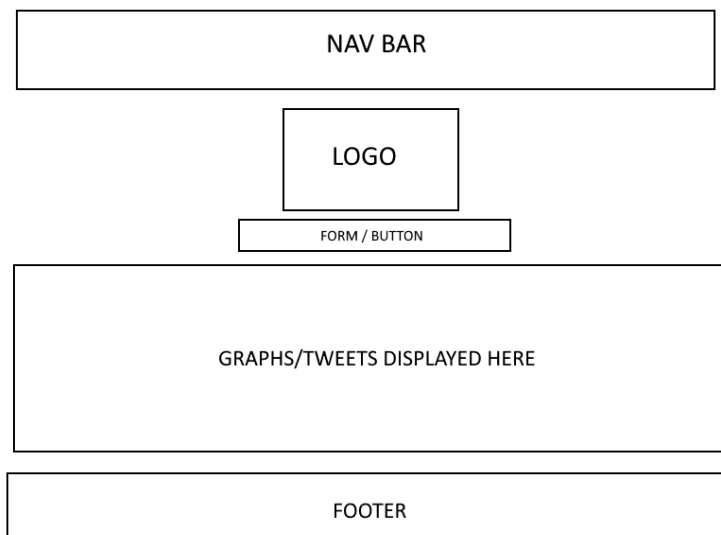 NAV BAR
LOGO
FORM / BUTTON
GRAPHS/TWEETS DISPLAYED HERE
FOOTER